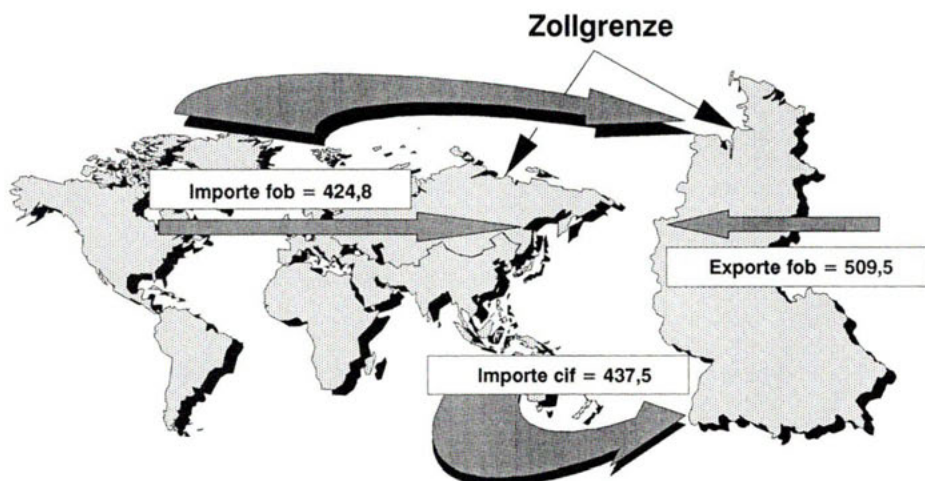 Zollgrenze
Importe fob = 424,8
Exporte fob = 509,5
Importe cif = 437,5